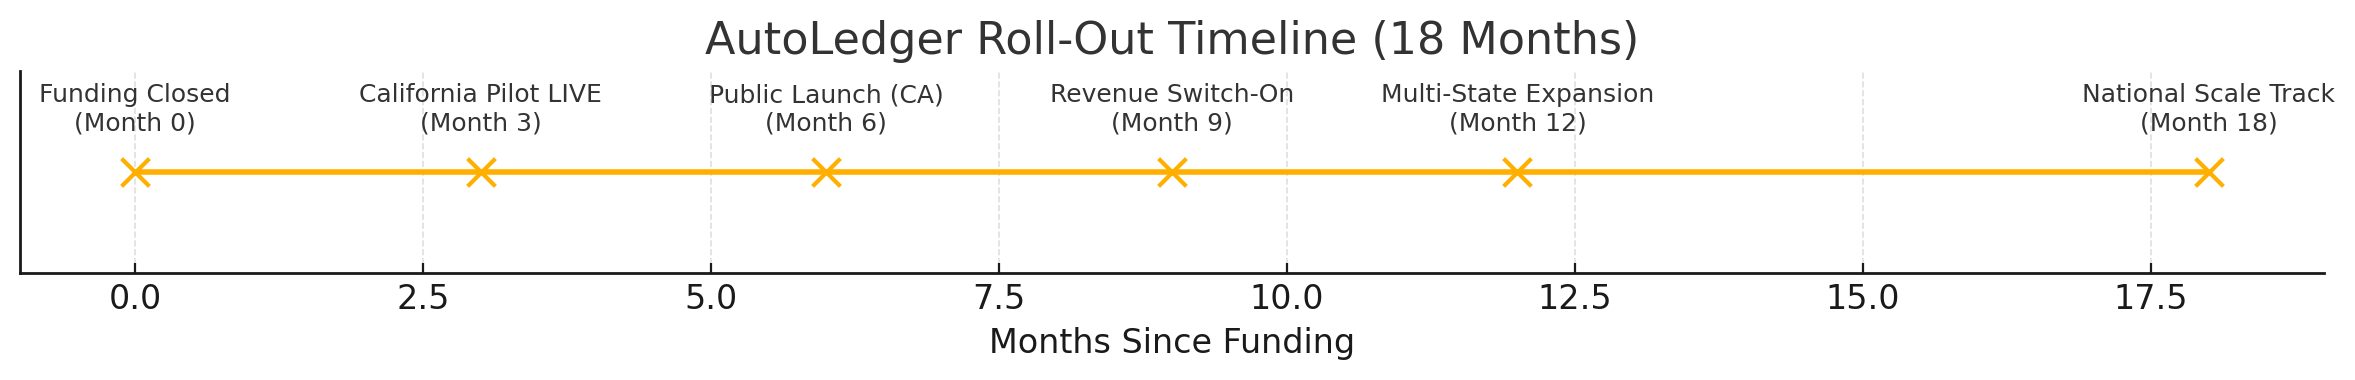 AutoLedger Roll-Out Timeline (18 Months)
Funding Closed
(Month 0)
California Pilot LIVE
(Month 3)
Public Launch (CA)
(Month 6)
Revenue Switch-On
(Month 9)
Multi-State Expansion
(Month 12)
National Scale Track
(Month 18)
0.0
2.5
5.0
7.5
10.0
12.5
15.0
17.5
Months Since Funding